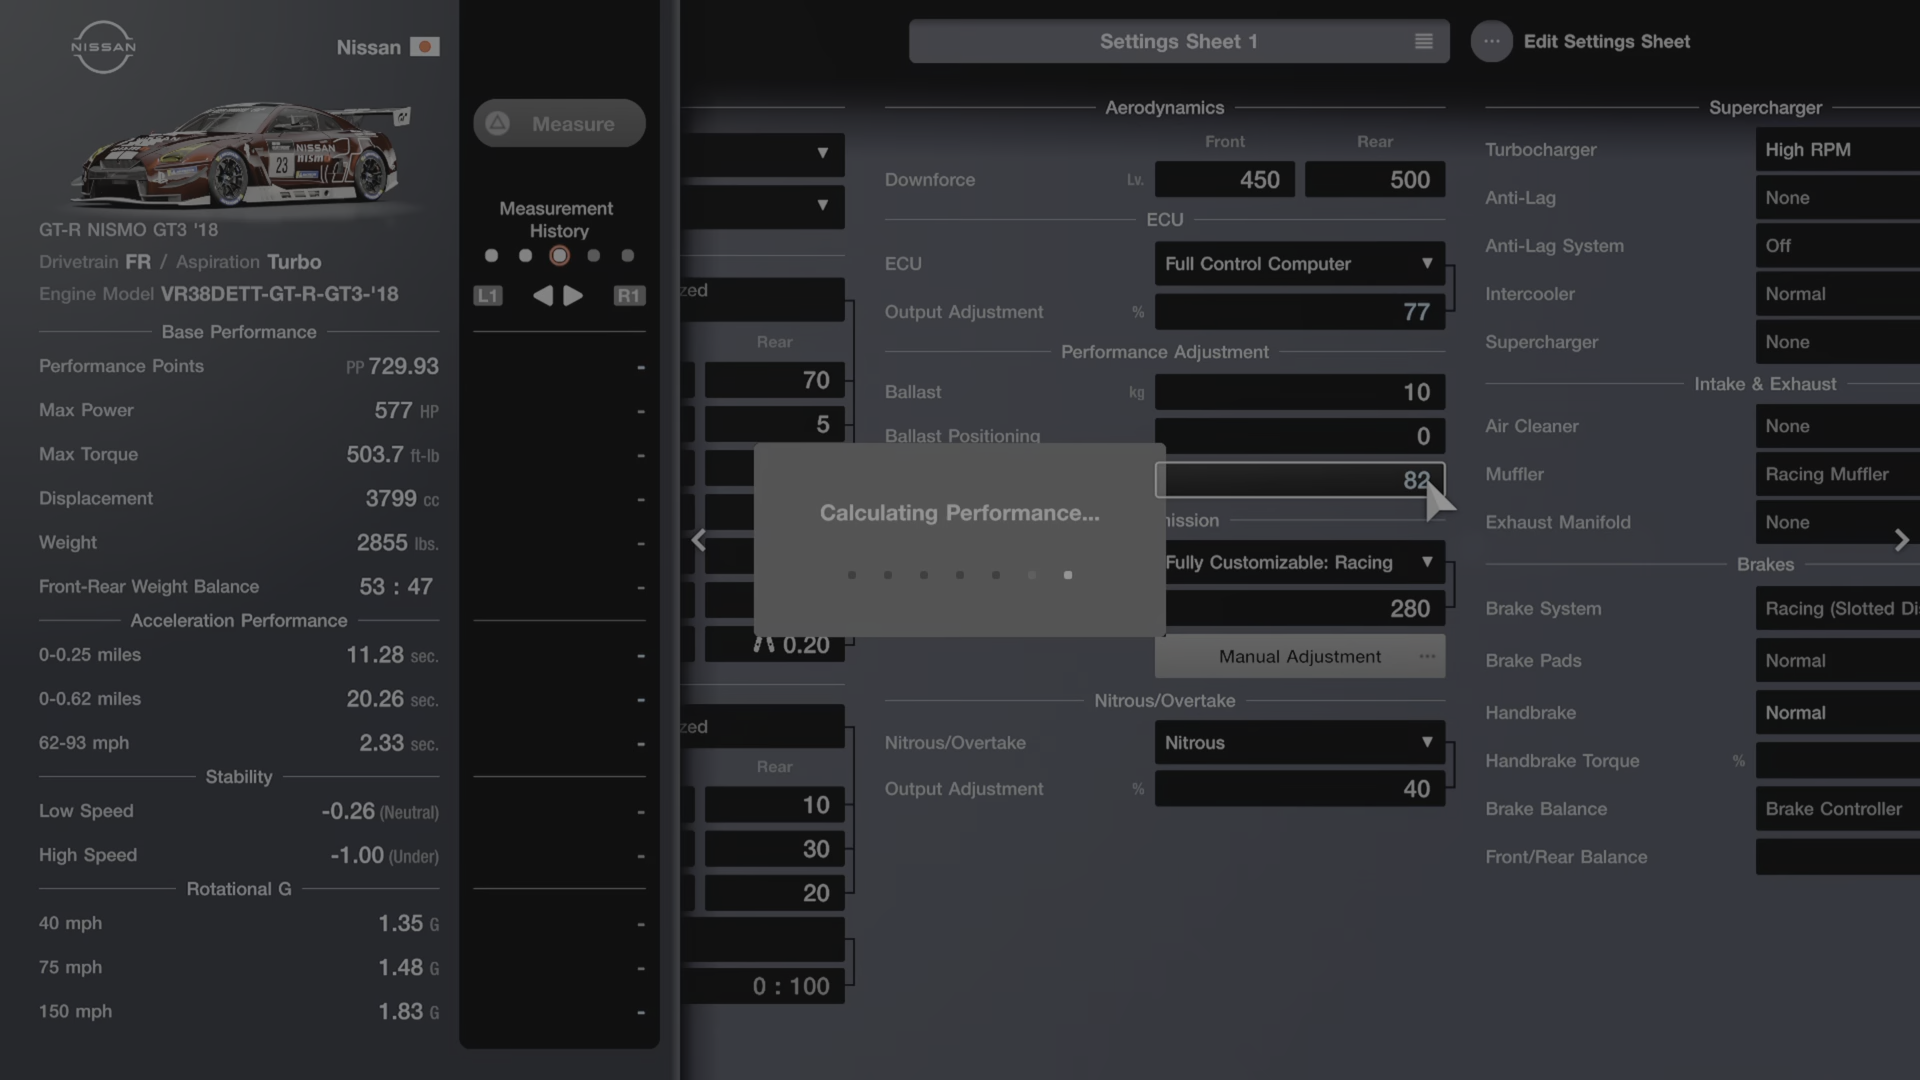 NISSAN
Nissan
GT-R NISMO GT3 '18
Drivetrain FR / Aspiration Turbo
Engine Model VR38DETT-GT-R-GT3-'18
Base Performance
Performance Points PP 729.93
Max Power 577 HP
Max Torque 503.7 ft-lb
Displacement 3799 cc
Weight 2855 lbs.
Front-Rear Weight Balance 53 : 47
Acceleration Performance
0-0.25 miles 11.28 sec.
0-0.62 miles 20.26 sec.
62-93 mph 2.33 sec.
Stability
Low Speed -0.26 (Neutral)
High Speed -1.00 (Under)
Rotational G
40 mph 1.35 G
75 mph 1.48 G
150 mph 1.83 G
Measure
Measurement
History
L1 R1
Settings Sheet 1
Edit Settings Sheet
zed
Rear
70
5
0.20
zed
Rear
10
30
20
0 : 100
Aerodynamics
Front Rear
Downforce Lv. 450 500
ECU
ECU Full Control Computer
Output Adjustment % 77
Performance Adjustment
Ballast kg 10
Ballast Positioning 0
82
Calculating Performance...
ission
Fully Customizable: Racing
280
Manual Adjustment
Nitrous/Overtake
Nitrous/Overtake Nitrous
Output Adjustment % 40
Supercharger
Turbocharger High RPM
Anti-Lag None
Anti-Lag System Off
Intercooler Normal
Supercharger None
Intake & Exhaust
Air Cleaner None
Muffler Racing Muffler
Exhaust Manifold None
Brakes
Brake System Racing (Slotted Di
Brake Pads Normal
Handbrake Normal
Handbrake Torque %
Brake Balance Brake Controller
Front/Rear Balance